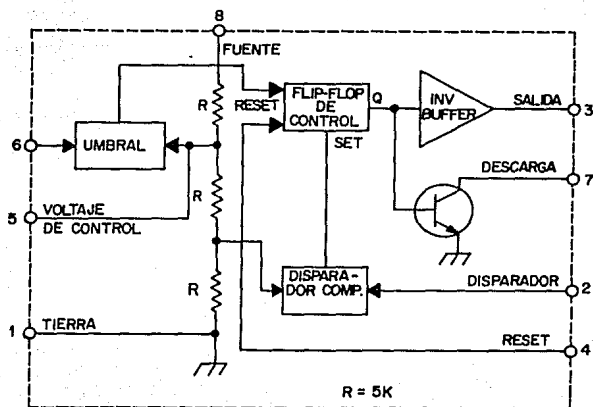 8
FUENTE
R
RESET
FLIP-FLOP
DE
CONTROL
Q
INV
BUFFER
SALIDA
3
SET
6
UMBRAL
DESCARGA
7
R
5
VOLTAJE
DE CONTROL
R
DISPARA-
DOR COMP.
DISPARADOR
2
1
TIERRA
RESET
4
R = 5K